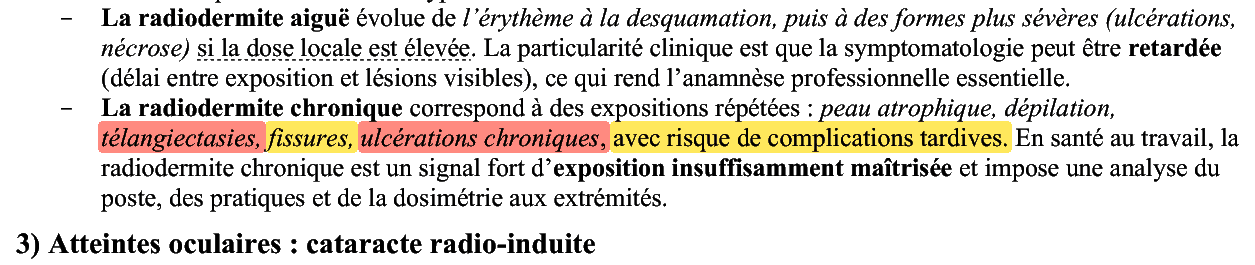 – La radiodermite aiguë évolue de l’érythème à la desquamation, puis à des formes plus sévères (ulcérations,
nécrose) si la dose locale est élevée. La particularité clinique est que la symptomatologie peut être retardée
(délai entre exposition et lésions visibles), ce qui rend l’anamnèse professionnelle essentielle.
– La radiodermite chronique correspond à des expositions répétées : peau atrophique, dépilation,
télangiectasies, fissures, ulcérations chroniques, avec risque de complications tardives. En santé au travail, la
radiodermite chronique est un signal fort d’exposition insuffisamment maîtrisée et impose une analyse du
poste, des pratiques et de la dosimétrie aux extrémités.
3) Atteintes oculaires : cataracte radio-induite